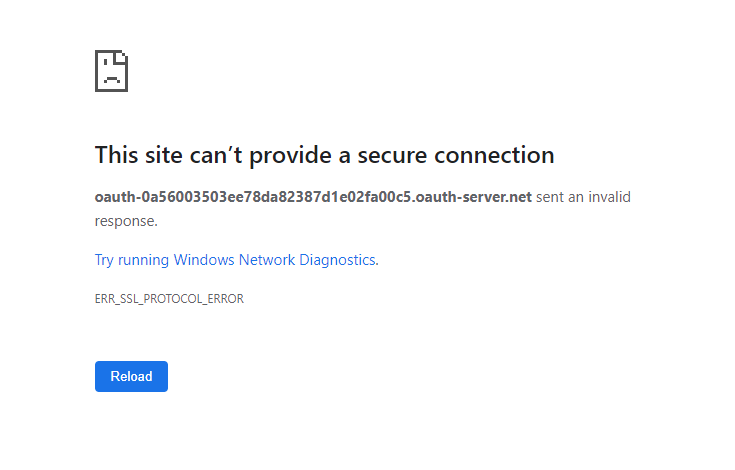 This site can’t provide a secure connection
oauth-0a56003503ee78da82387d1e02fa00c5.oauth-server.net sent an invalid
response.
Try running Windows Network Diagnostics.
ERR_SSL_PROTOCOL_ERROR
Reload